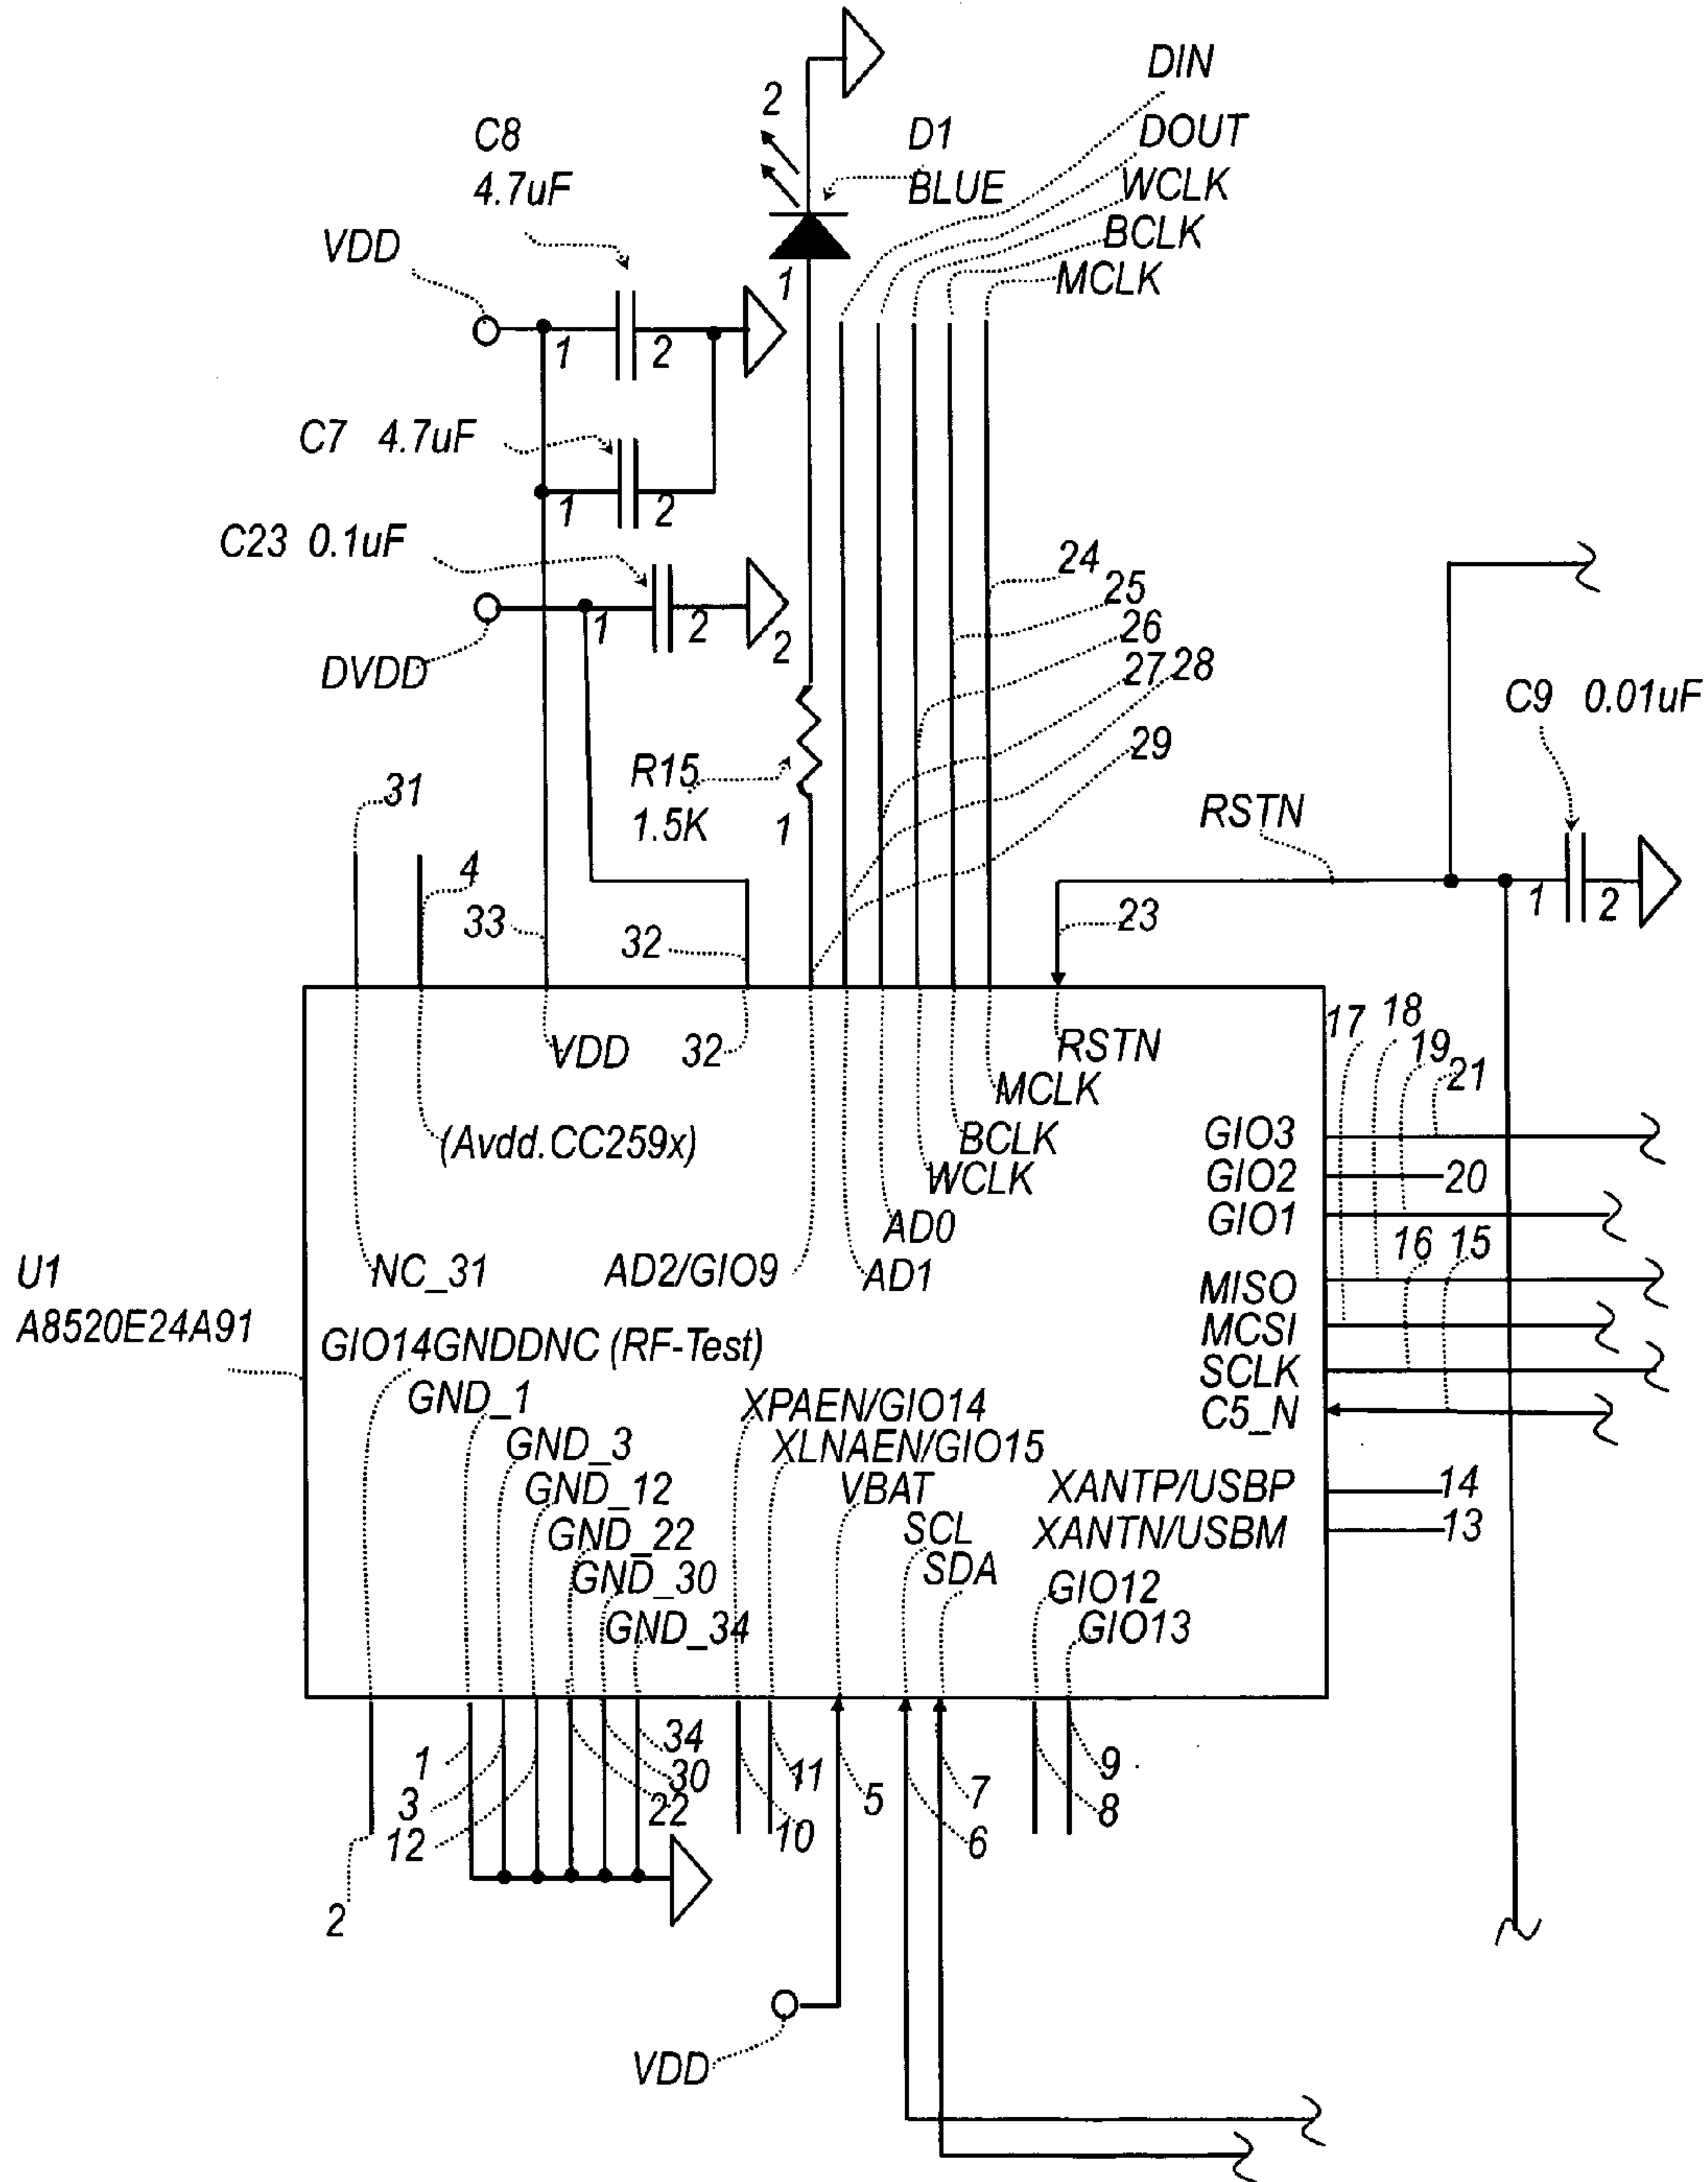 DIN
2
D1
DOUT
C8
4.7uF
BLUE
WCLK
VDD
BCLK
1
MCLK
1
2
C7 4.7uF
1
2
C23 0.1uF
24
25
1
2
2
26
DVDD
27
28
C9 0.01uF
29
R15
1.5K
31
1
RSTN
4
33
32
23
1
2
17
18
VDD
32
RSTN
19
21
MCLK
(Avdd.CC259x)
BCLK
GIO3
WCLK
GIO2
20
AD0
GIO1
U1
NC_31
AD2/GIO9
AD1
16
15
MISO
A8520E24A91
MCSI
GIO14GNDDNC (RF-Test)
SCLK
GND_1
XPAEN/GIO14
C5_N
GND_3
XLNAEN/GIO15
GND_12
VBAT
XANTP/USBP
14
GND_22
SCL
XANTN/USBM
13
GND_30
SDA
GIO12
GND_34
GIO13
34
1
30
11
9
3
22
5
7
8
12
10
6
2
VDD